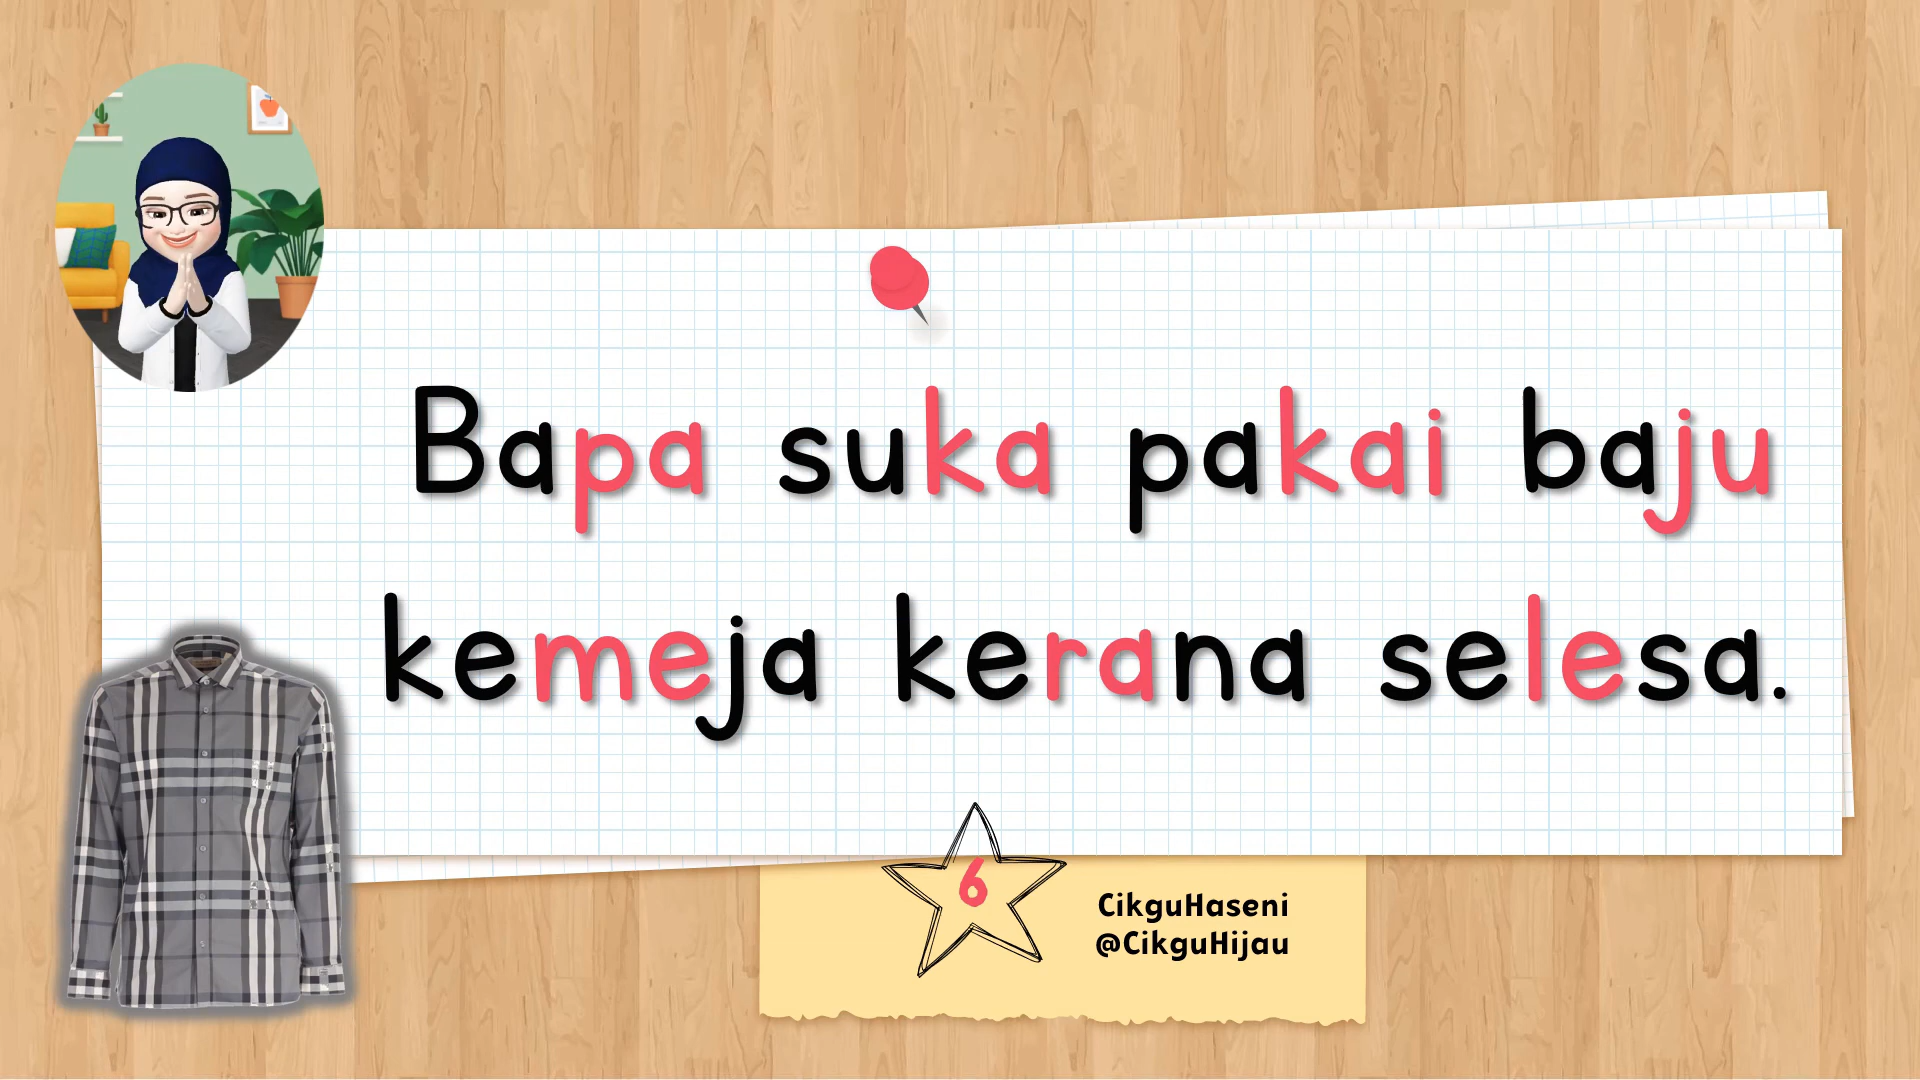 Bapa suka pakai baju
kemeja kerana selesa.
6
CikguHaseni
@CikguHijau